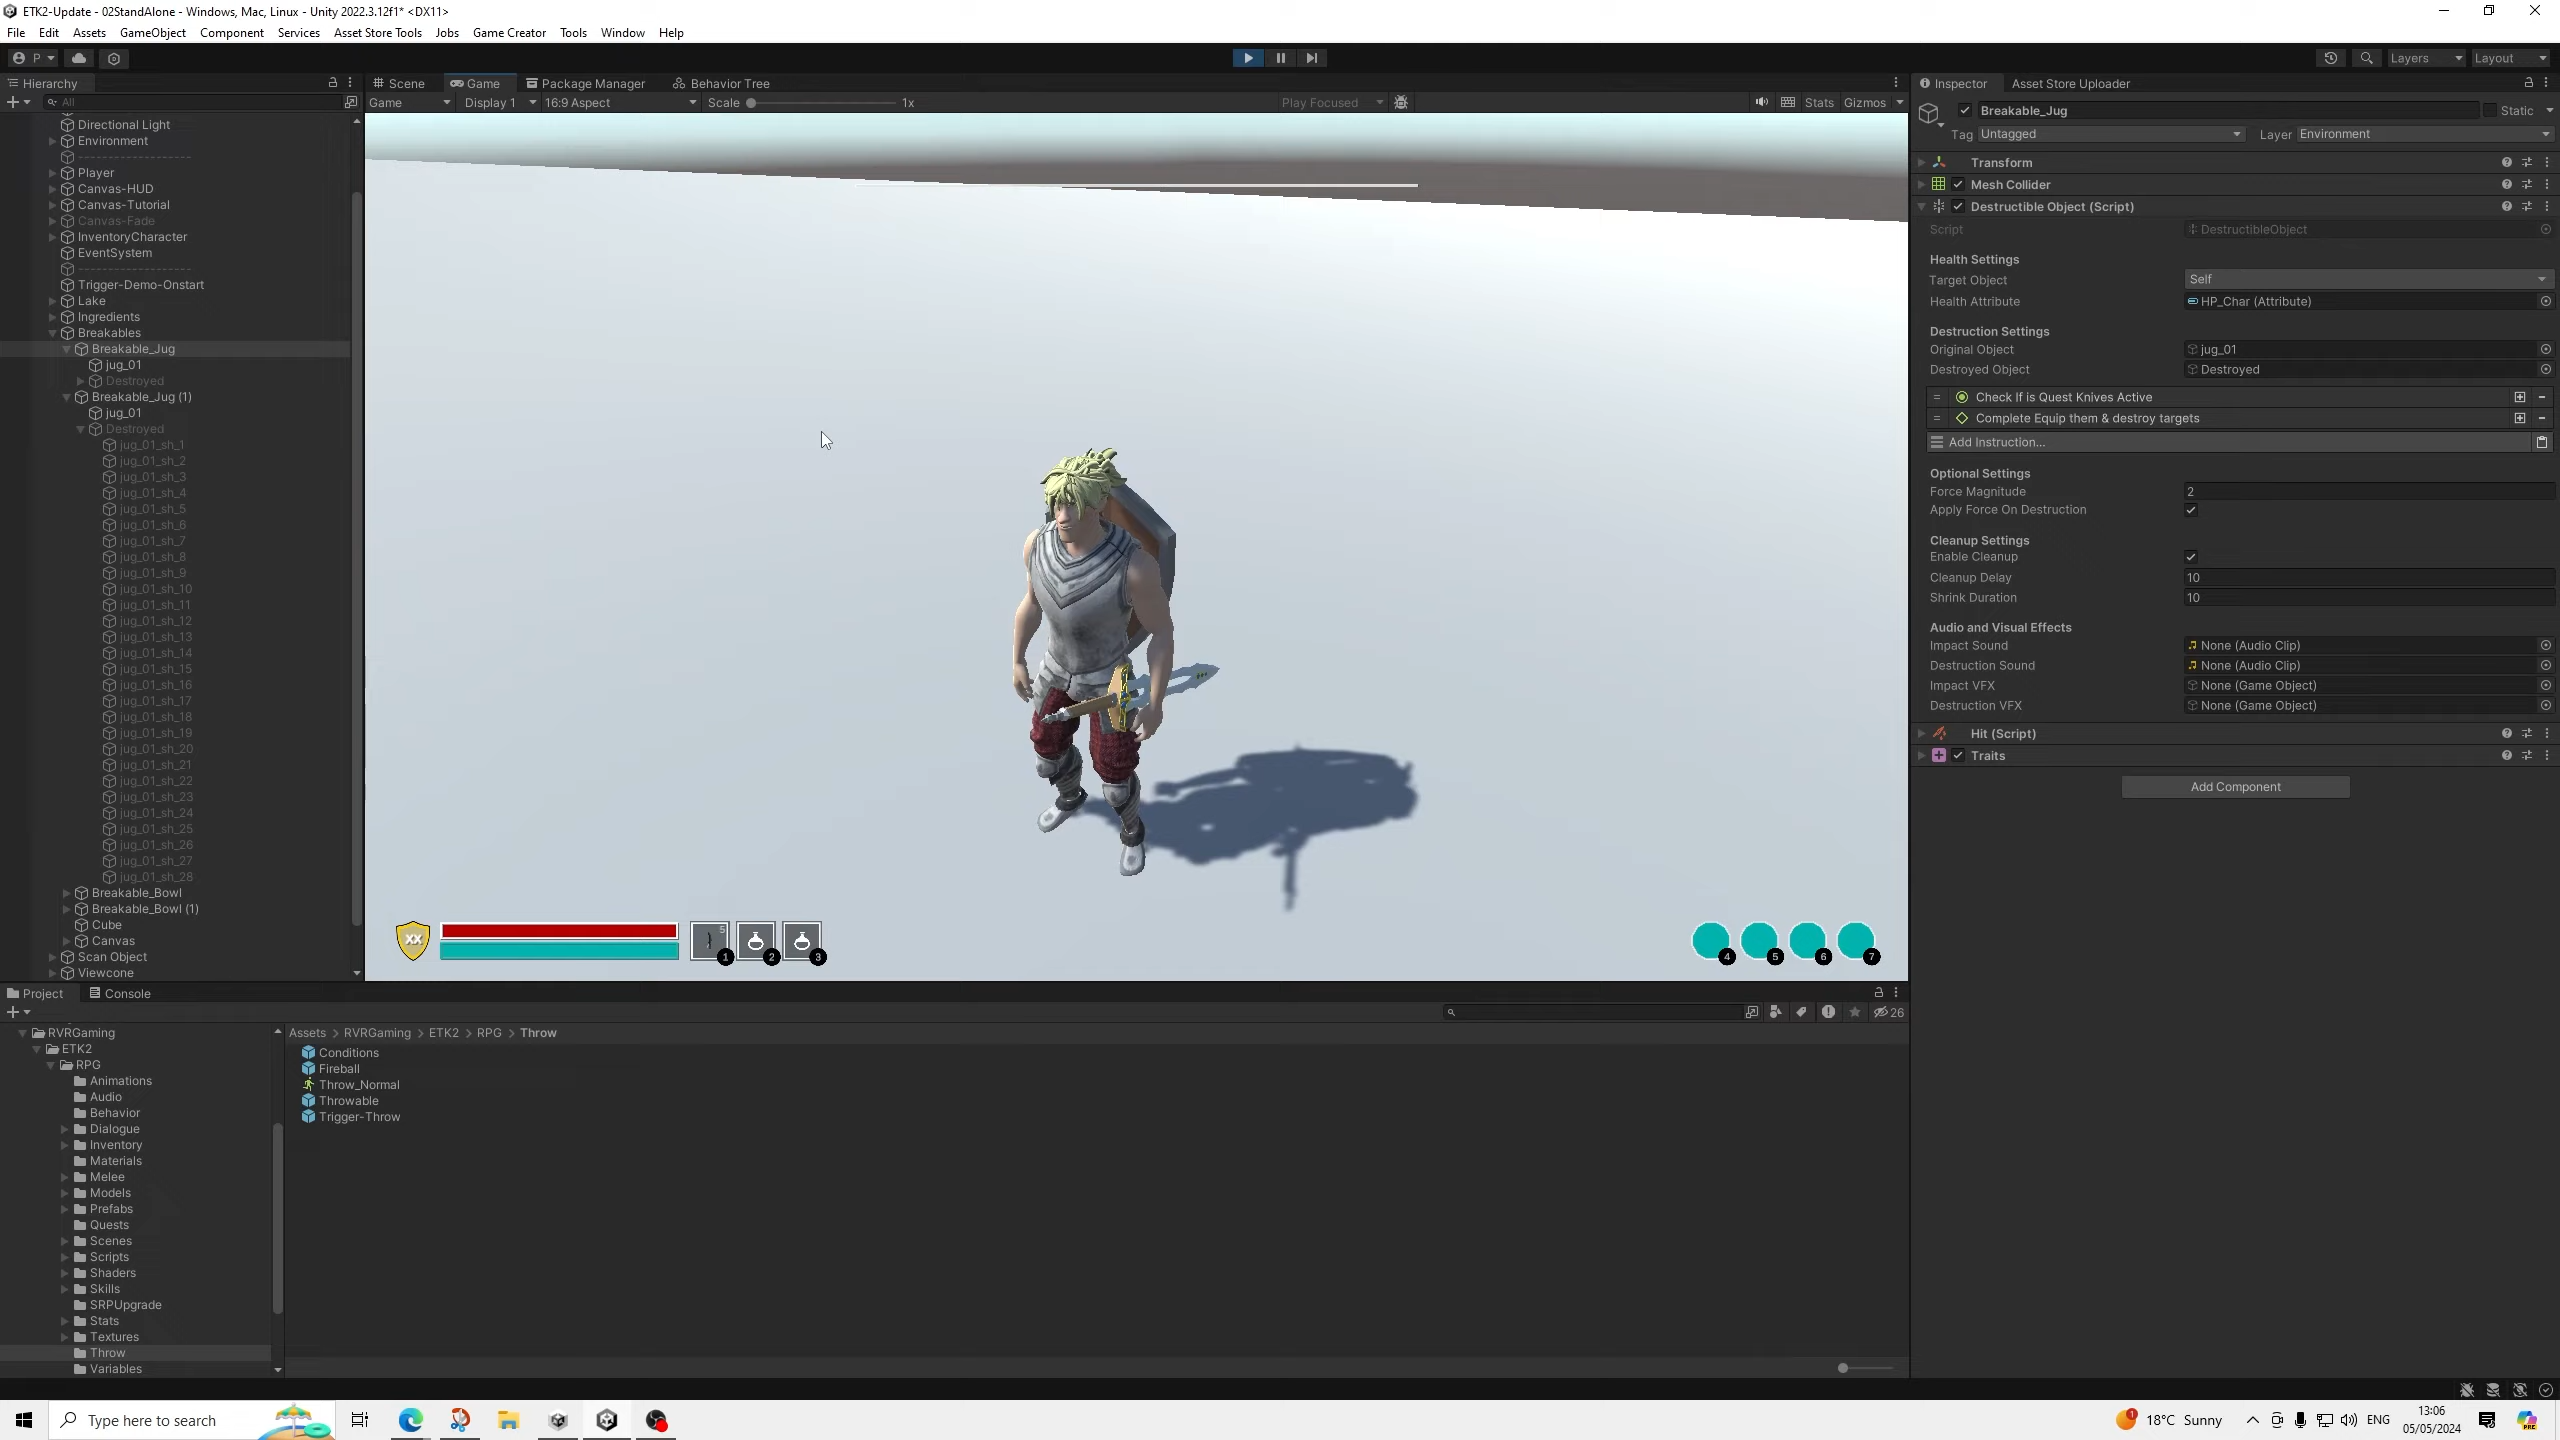 ETK2-Update - 02StandAlone - Windows, Mac, Linux - Unity 2022.3.12f1* <DX11>
File Edit Assets GameObject Component Services Asset Store Tools Jobs Game Creator Tools Window Help
P
Layers
Layout
Hierarchy
Scene
Game
Package Manager
Behavior Tree
Inspector
Asset Store Uploader
All
Game
Display 1
16:9 Aspect
Scale
1x
Play Focused
Stats
Gizmos
Directional Light
Environment
--------------------
Player
Canvas-HUD
Canvas-Tutorial
Canvas-Fade
InventoryCharacter
EventSystem
--------------------
Trigger-Demo-Onstart
Lake
Ingredients
Breakables
Breakable_Jug
jug_01
Destroyed
Breakable_Jug (1)
jug_01
Destroyed
jug_01_sh_1
jug_01_sh_2
jug_01_sh_3
jug_01_sh_4
jug_01_sh_5
jug_01_sh_6
jug_01_sh_7
jug_01_sh_8
jug_01_sh_9
jug_01_sh_10
jug_01_sh_11
jug_01_sh_12
jug_01_sh_13
jug_01_sh_14
jug_01_sh_15
jug_01_sh_16
jug_01_sh_17
jug_01_sh_18
jug_01_sh_19
jug_01_sh_20
jug_01_sh_21
jug_01_sh_22
jug_01_sh_23
jug_01_sh_24
jug_01_sh_25
jug_01_sh_26
jug_01_sh_27
jug_01_sh_28
Breakable_Bowl
Breakable_Bowl (1)
Cube
Canvas
Scan Object
Viewcone
XX
5
1
2
3
4
5
6
7
Breakable_Jug
Static
Tag Untagged
Layer Environment
Transform
Mesh Collider
Destructible Object (Script)
Script
DestructibleObject
Health Settings
Target Object
Self
Health Attribute
HP_Char (Attribute)
Destruction Settings
Original Object
jug_01
Destroyed Object
Destroyed
Check If is Quest Knives Active
Complete Equip them & destroy targets
Add Instruction...
Optional Settings
Force Magnitude
2
Apply Force On Destruction
Cleanup Settings
Enable Cleanup
Cleanup Delay
10
Shrink Duration
10
Audio and Visual Effects
Impact Sound
None (Audio Clip)
Destruction Sound
None (Audio Clip)
Impact VFX
None (Game Object)
Destruction VFX
None (Game Object)
Hit (Script)
Traits
Add Component
Project
Console
26
RVRGaming
ETK2
RPG
Animations
Audio
Behavior
Dialogue
Inventory
Materials
Melee
Models
Prefabs
Quests
Scenes
Scripts
Shaders
Skills
SRPUpgrade
Stats
Textures
Throw
Variables
Assets > RVRGaming > ETK2 > RPG > Throw
Conditions
Fireball
Throw_Normal
Throwable
Trigger-Throw
Type here to search
1
18°C Sunny
ENG
13:06
05/05/2024
PRE